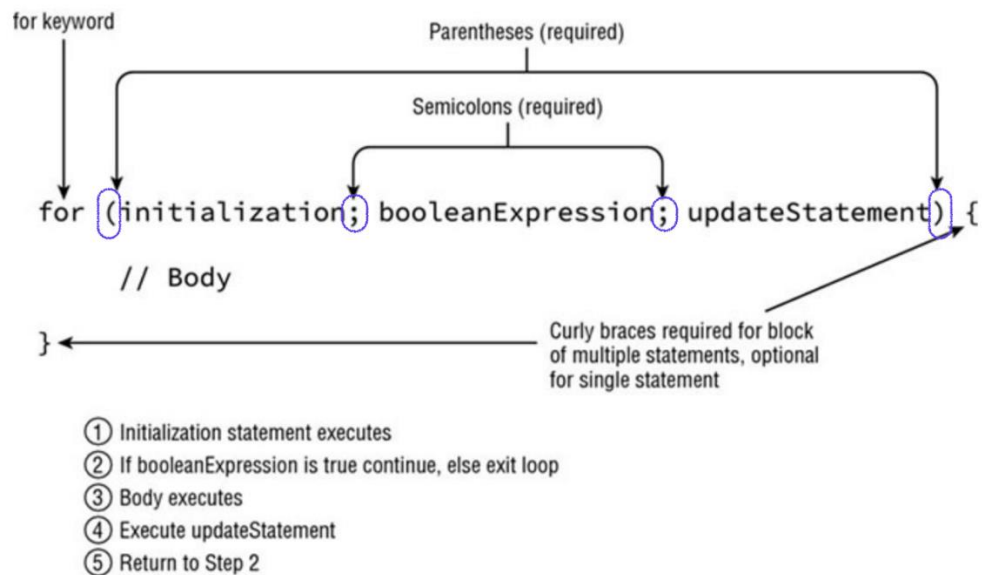 for keyword
Parentheses (required)
Semicolons (required)
for (initialization; booleanExpression; updateStatement) {
// Body
}
Curly braces required for block
of multiple statements, optional
for single statement
① Initialization statement executes
② If booleanExpression is true continue, else exit loop
③ Body executes
④ Execute updateStatement
⑤ Return to Step 2